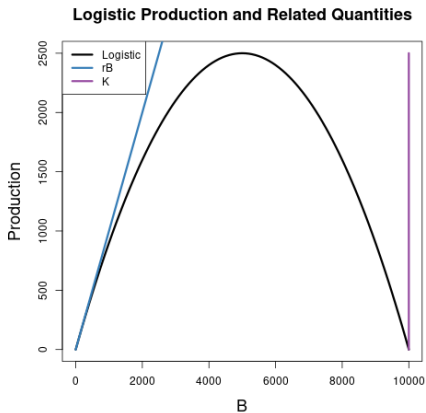 Logistic Production and Related Quantities
Logistic
rB
K
Production
2500
2000
1500
1000
500
0
0 2000 4000 6000 8000 10000
B